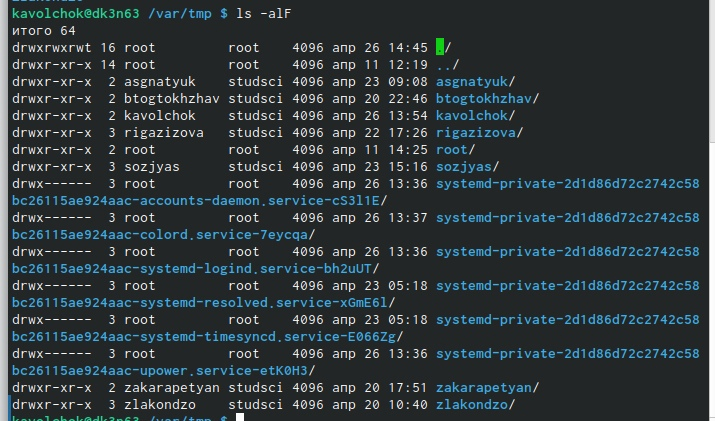 kavolchok@dk3n63 /var/tmp $ ls -alF
итого 64
drwxrwxrwt 16 root      root    4096 апр 26 14:45 ./
drwxr-xr-x 14 root      root    4096 апр 11 12:19 ../
drwxr-xr-x  2 asgnatyuk studsci 4096 апр 23 09:08 asgnatyuk/
drwxr-xr-x  2 btogtokhzhav studsci 4096 апр 20 22:46 btogtokhzhav/
drwxr-xr-x  2 kavolchok studsci 4096 апр 26 13:54 kavolchok/
drwxr-xr-x  3 rigazizova studsci 4096 апр 22 17:26 rigazizova/
drwxr-xr-x  2 root      root    4096 апр 11 14:25 root/
drwxr-xr-x  3 sozjyas   studsci 4096 апр 23 15:16 sozjyas/
drwx------  3 root      root    4096 апр 26 13:36 systemd-private-2d1d86d72c2742c58
bc26115ae924aac-accounts-daemon.service-cS3l1E/
drwx------  3 root      root    4096 апр 26 13:37 systemd-private-2d1d86d72c2742c58
bc26115ae924aac-colord.service-7eycqa/
drwx------  3 root      root    4096 апр 26 13:36 systemd-private-2d1d86d72c2742c58
bc26115ae924aac-systemd-logind.service-bh2uUT/
drwx------  3 root      root    4096 апр 23 05:18 systemd-private-2d1d86d72c2742c58
bc26115ae924aac-systemd-resolved.service-xGmE6l/
drwx------  3 root      root    4096 апр 23 05:18 systemd-private-2d1d86d72c2742c58
bc26115ae924aac-systemd-timesyncd.service-E066Zg/
drwx------  3 root      root    4096 апр 26 13:36 systemd-private-2d1d86d72c2742c58
bc26115ae924aac-upower.service-etK0H3/
drwxr-xr-x  2 zakarapetyan studsci 4096 апр 20 17:51 zakarapetyan/
drwxr-xr-x  3 zlakondzo studsci 4096 апр 20 10:40 zlakondzo/
kavolchok@dk3n63 /var/tmp $